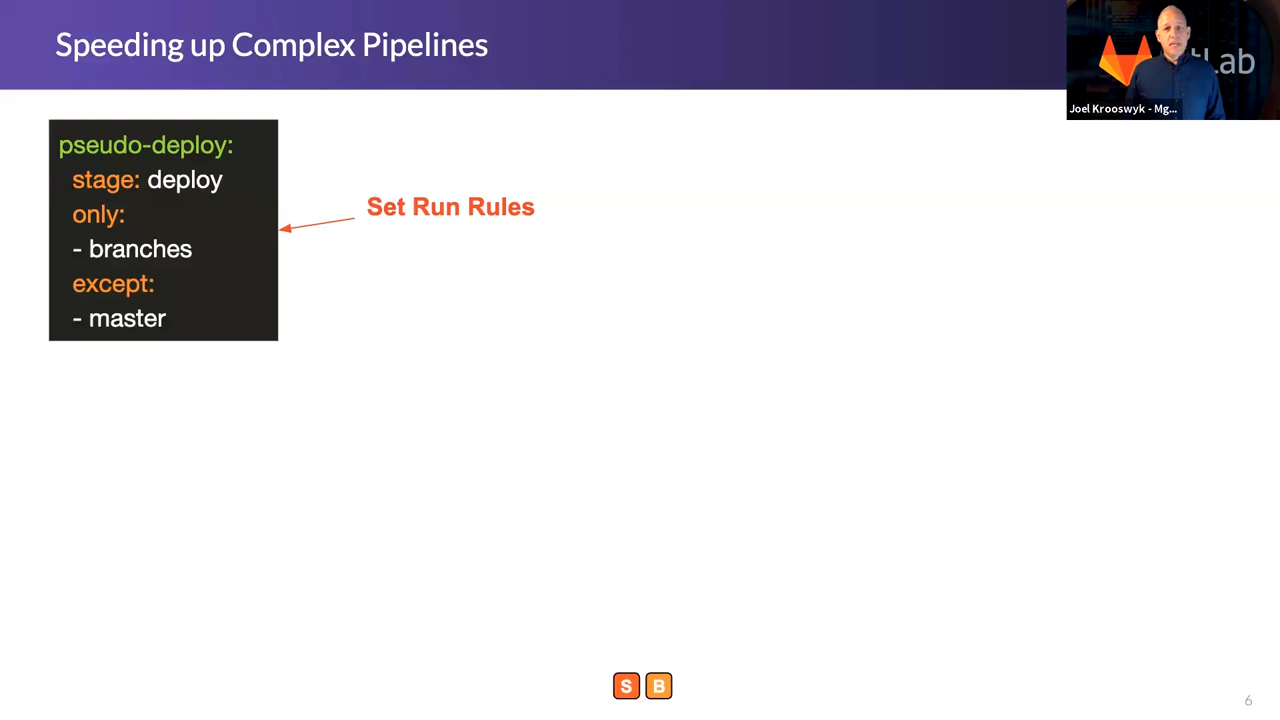 Speeding up Complex Pipelines
Lab
Joel Krooswyk - Mg...
pseudo-deploy:
stage: deploy
only:
- branches
except:
- master
Set Run Rules
S B
6